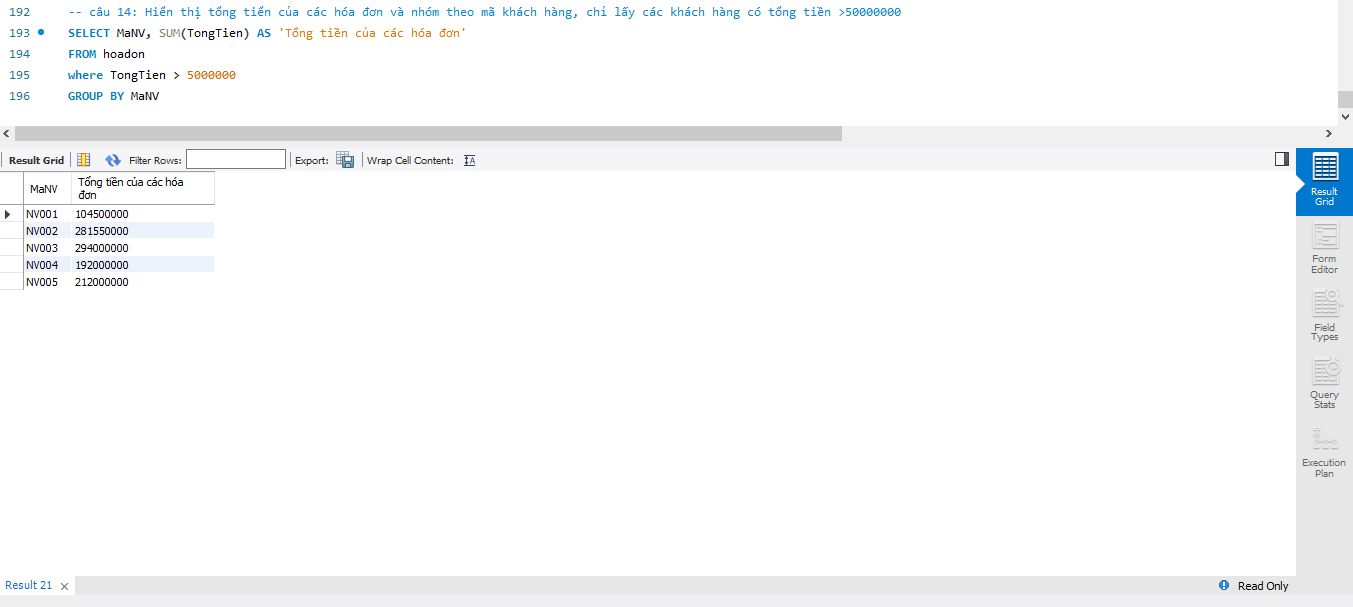 192 -- câu 14: Hiển thị tổng tiền của các hóa đơn và nhóm theo mã khách hàng, chỉ lấy các khách hàng có tổng tiền >50000000
193 SELECT MaNV, SUM(TongTien) AS 'Tổng tiền của các hóa đơn'
194 FROM hoadon
195 where TongTien > 5000000
196 GROUP BY MaNV
Result Grid Filter Rows: Export: Wrap Cell Content: IA
MaNV Tổng tiền của các hóa
đơn
NV001 104500000
NV002 281550000
NV003 294000000
NV004 192000000
NV005 212000000
Result
Grid
Form
Editor
Field
Types
Query
Stats
Execution
Plan
Result 21 Read Only